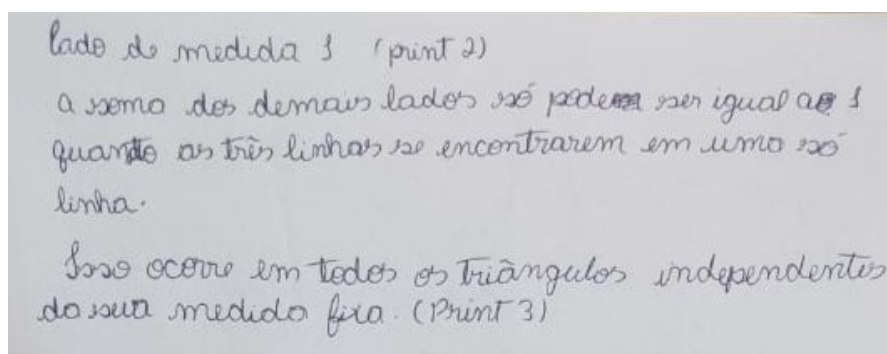 lado de medida 1 (print 2)
a soma dos demais lados só podem ser igual ao 1
quando as três linhas se encontrarem em uma só
linha.
Isso ocorre em todos os triângulos independentes
da sua medida fixa. (Print 3)